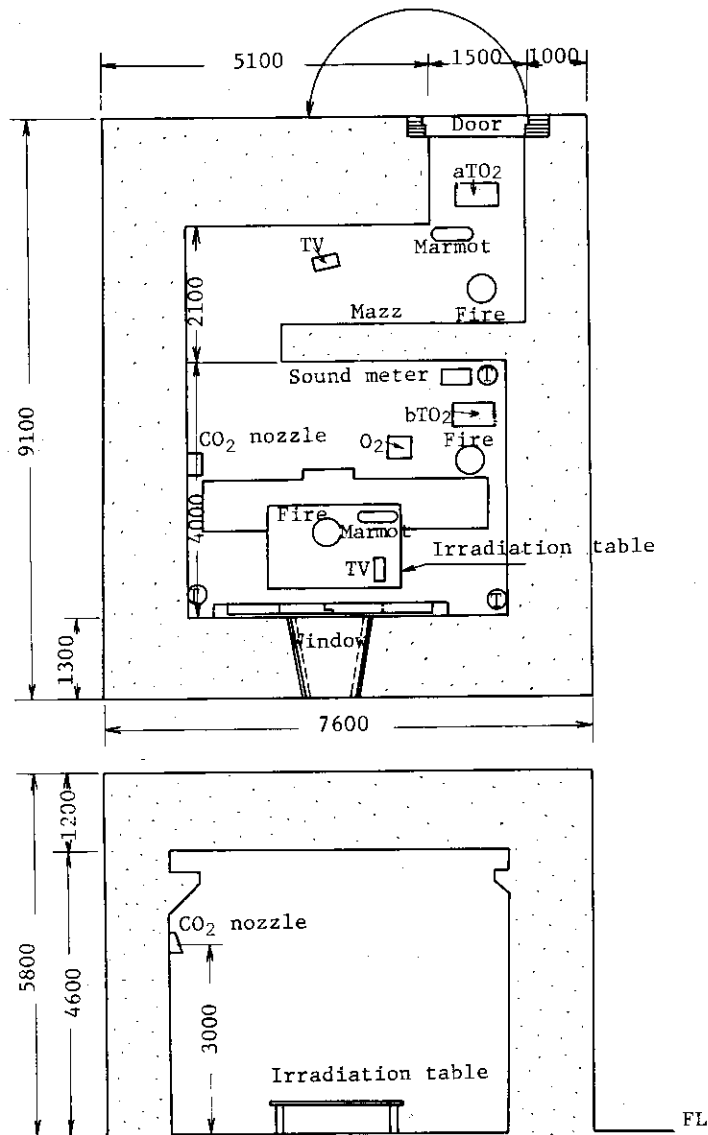 5100
1500
1000
Door
aTO2
TV
Marmot
2100
Mazz
Fire
Sound meter
T
bTO2
9100
CO2 nozzle
O2
Fire
4000
Fire
Marmot
Irradiation table
TV
T
T
1300
Window
7600
1200
CO2 nozzle
5800
4600
3000
Irradiation table
FL